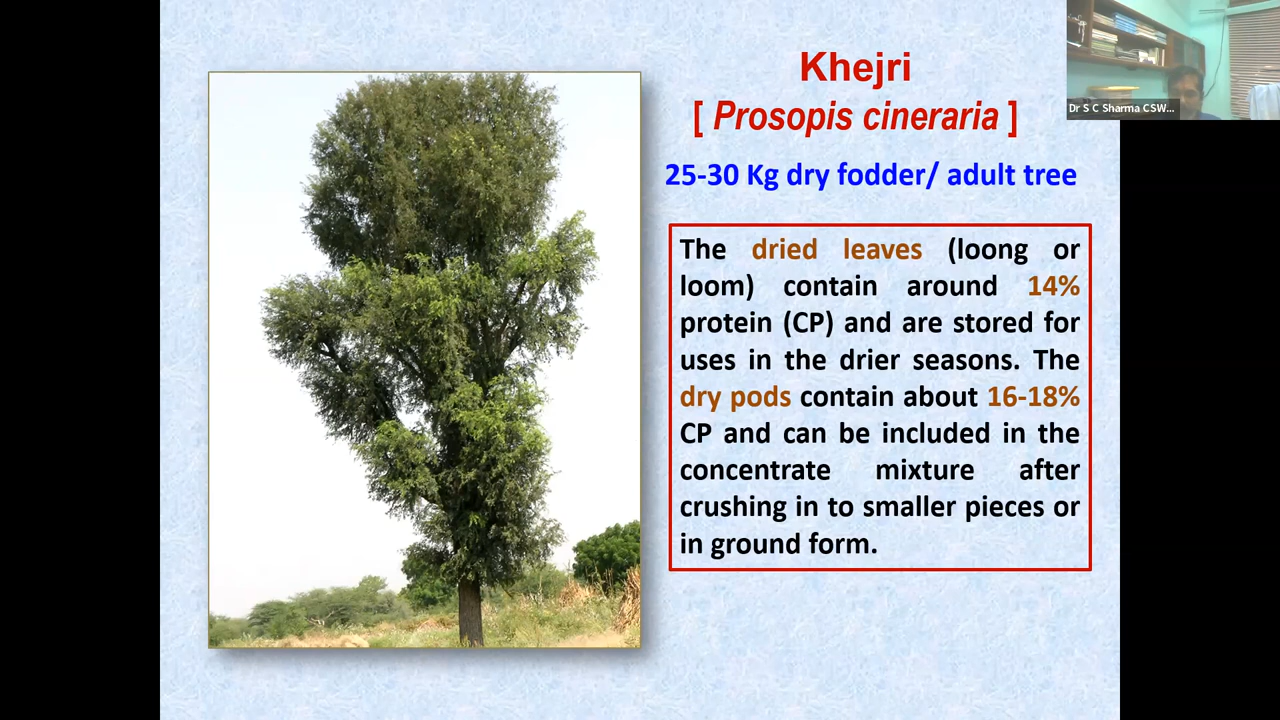 Khejri
[ Prosopis cineraria ]
25-30 Kg dry fodder/ adult tree
The dried leaves (loong or
loom) contain around 14%
protein (CP) and are stored for
uses in the drier seasons. The
dry pods contain about 16-18%
CP and can be included in the
concentrate mixture after
crushing in to smaller pieces or
in ground form.
Dr S C Sharma CSW...